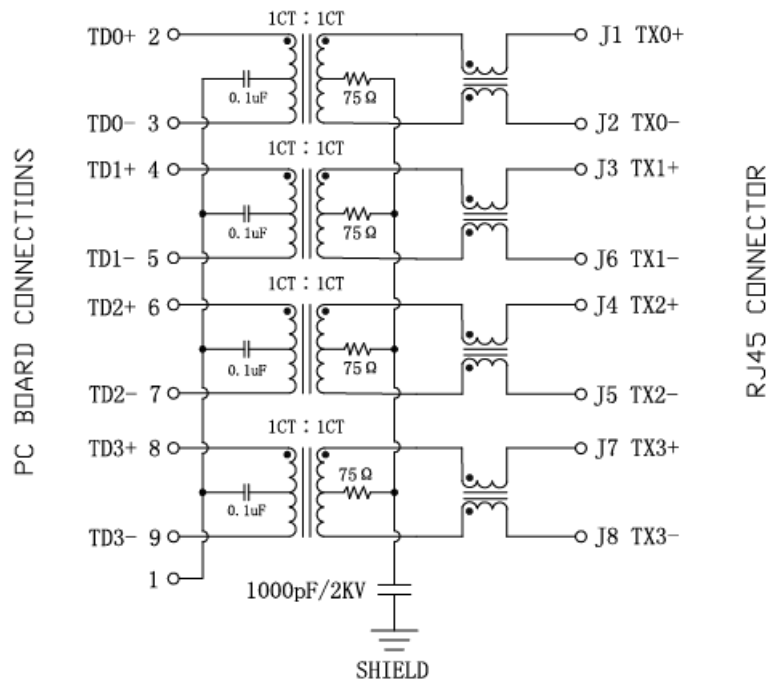 1CT : 1CT
TD0+ 2
J1 TX0+
0.1uF
75Ω
TD0- 3
J2 TX0-
1CT : 1CT
TD1+ 4
J3 TX1+
0.1uF
75Ω
TD1- 5
J6 TX1-
1CT : 1CT
TD2+ 6
J4 TX2+
0.1uF
75Ω
TD2- 7
J5 TX2-
1CT : 1CT
TD3+ 8
J7 TX3+
75Ω
0.1uF
TD3- 9
J8 TX3-
1
1000pF/2KV
SHIELD
PC BOARD CONNECTIONS
RJ45 CONNECTOR